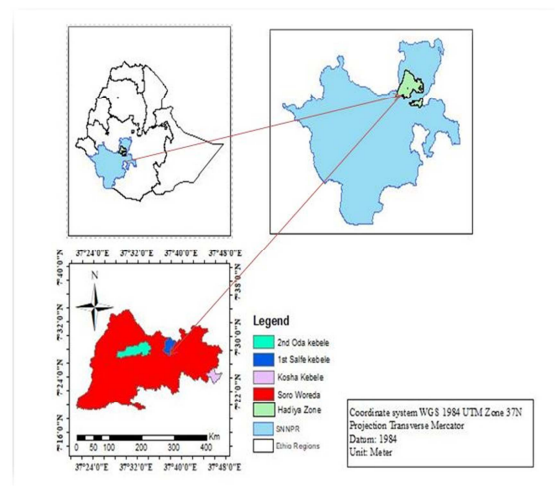 37°24'0"E 37°32'0"E 37°40'0"E 37°48'0"E
7°40'0"N
7°32'0"N
7°24'0"N
7°16'0"N
7°38'0"N
7°30'0"N
7°22'0"N
N
0 50 100 200 300 400 Km
37°24'0"E 37°32'0"E 37°40'0"E 37°48'0"E
Legend
2nd Oda kebele
1st Salfe kebele
Kosha Kebele
Soro Woreda
Hadiya Zone
SNNPR
Ethio Regions
Coordinate system WGS 1984 UTM Zone 37N
Projection Transverse Mercator
Datum: 1984
Unit: Meter